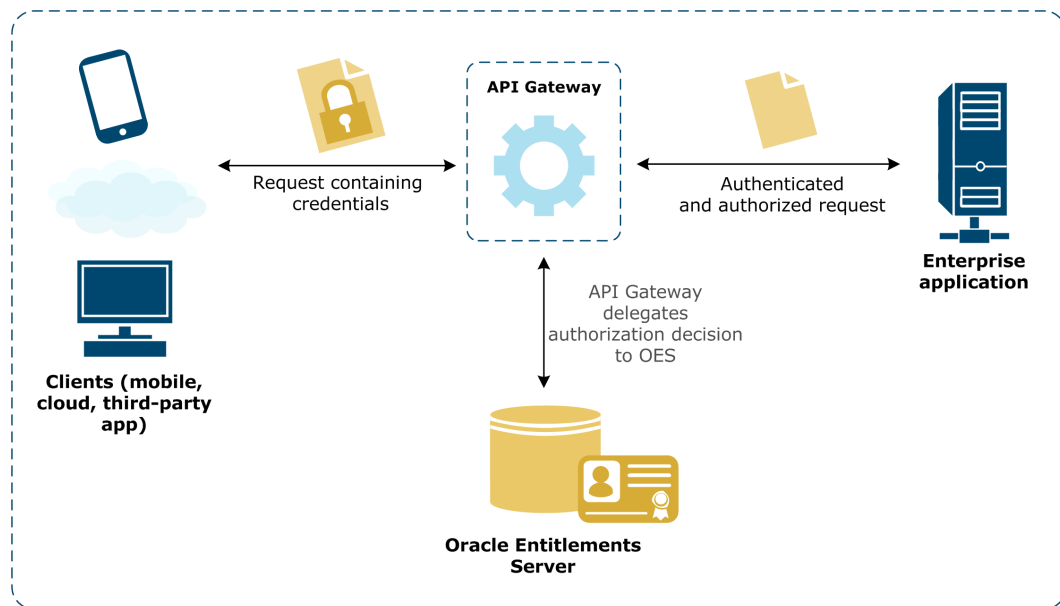 API Gateway
Request containing
credentials
Authenticated
and authorized request
Enterprise
application
API Gateway
delegates
authorization decision
to OES
Clients (mobile,
cloud, third-party
app)
Oracle Entitlements
Server